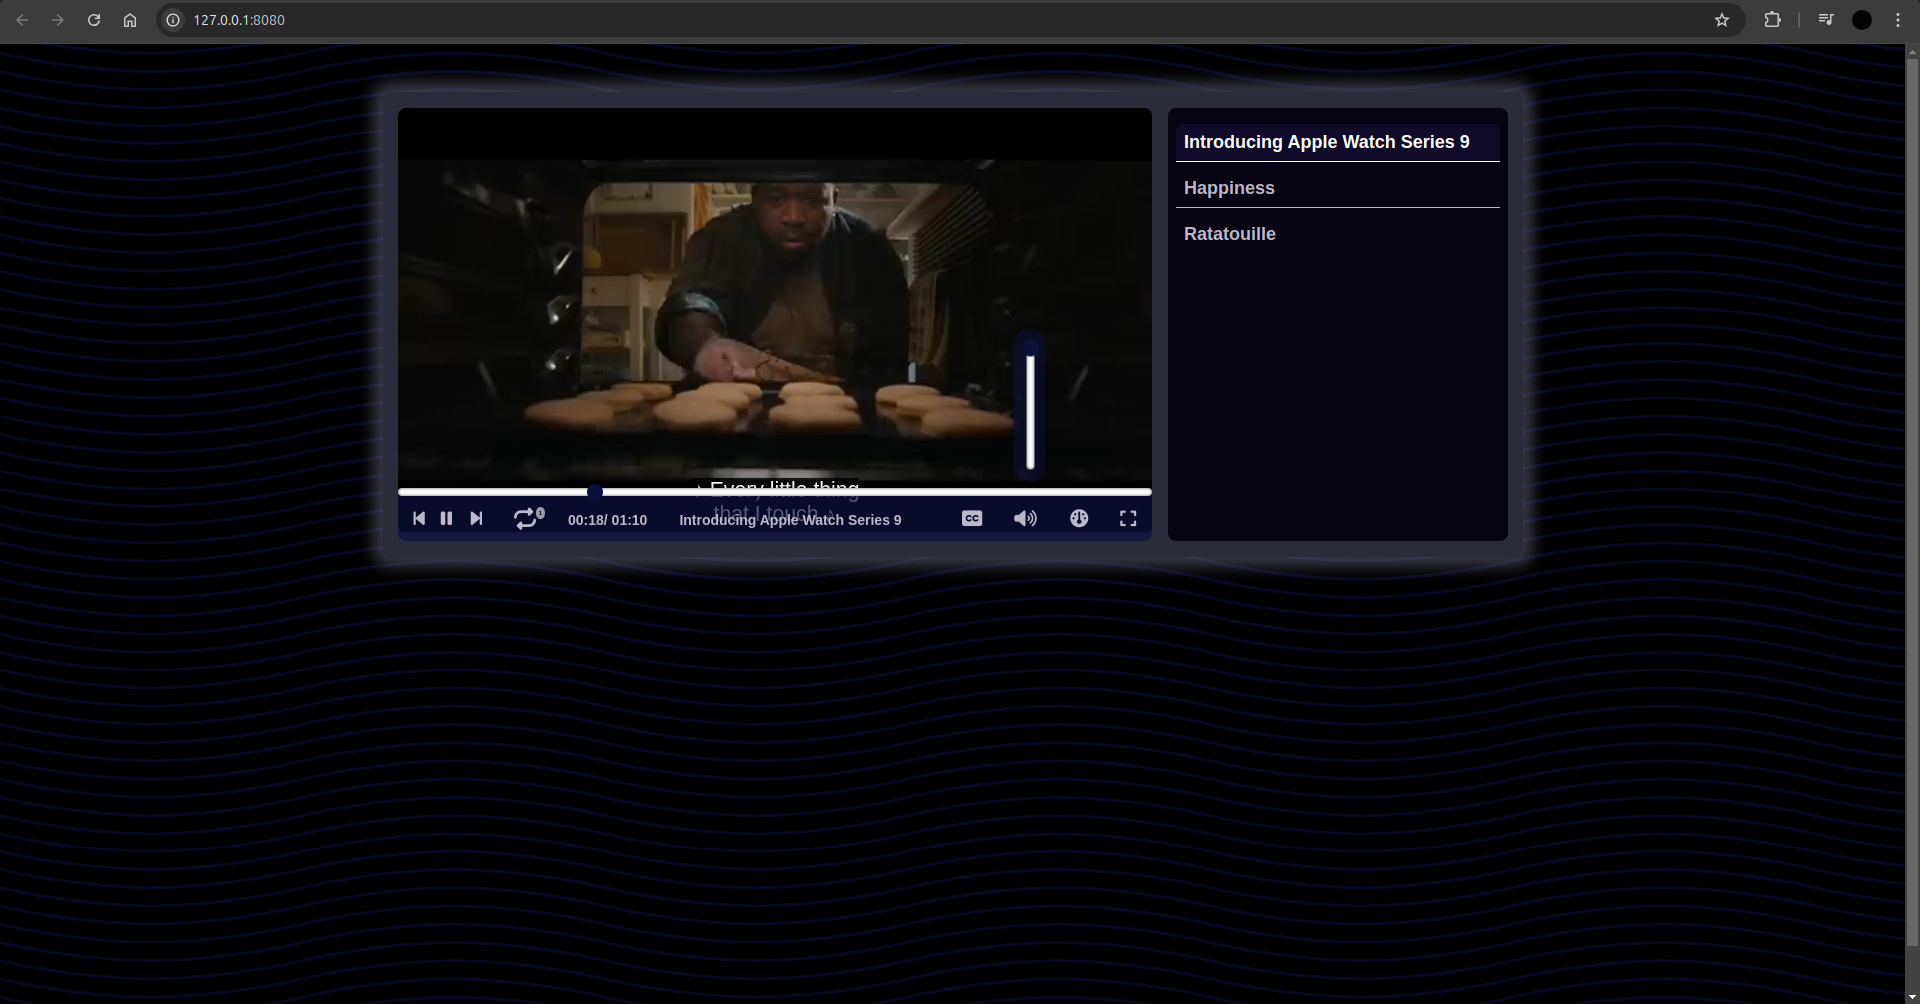 127.0.0.1:8080
Introducing Apple Watch Series 9
Happiness
Ratatouille
♪ Every little thing
that I touch ♪
1
00:18/ 01:10
Introducing Apple Watch Series 9
CC